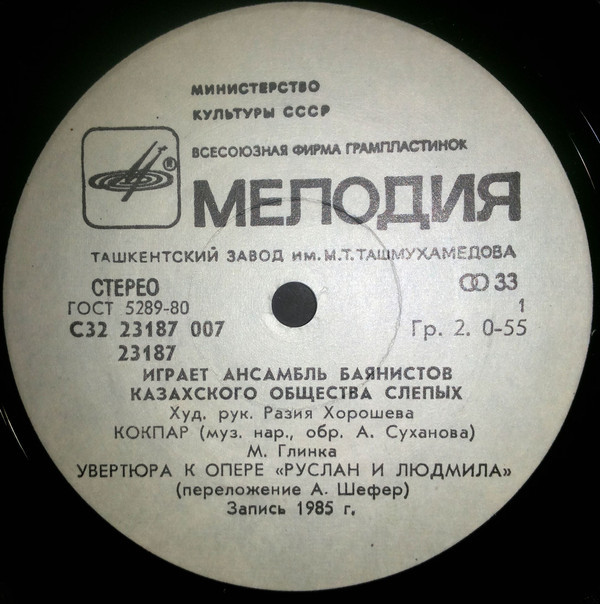 МИНИСТЕРСТВО
КУЛЬТУРЫ СССР
ВСЕСОЮЗНАЯ ФИРМА ГРАМПЛАСТИНОК
®
МЕЛОДИЯ
ТАШКЕНТСКИЙ ЗАВОД им. М.Т.ТАШМУХАМЕДОВА
СТЕРЕО 33
ГОСТ 5289-80 1
С32 23187 007 Гр. 2. 0-55
23187
ИГРАЕТ АНСАМБЛЬ БАЯНИСТОВ
КАЗАХСКОГО ОБЩЕСТВА СЛЕПЫХ
Худ. рук. Разия Хорошева
КОКПАР (муз. нар., обр. А. Суханова)
М. Глинка
УВЕРТЮРА К ОПЕРЕ «РУСЛАН И ЛЮДМИЛА»
(переложение А. Шефер)
Запись 1985 г.